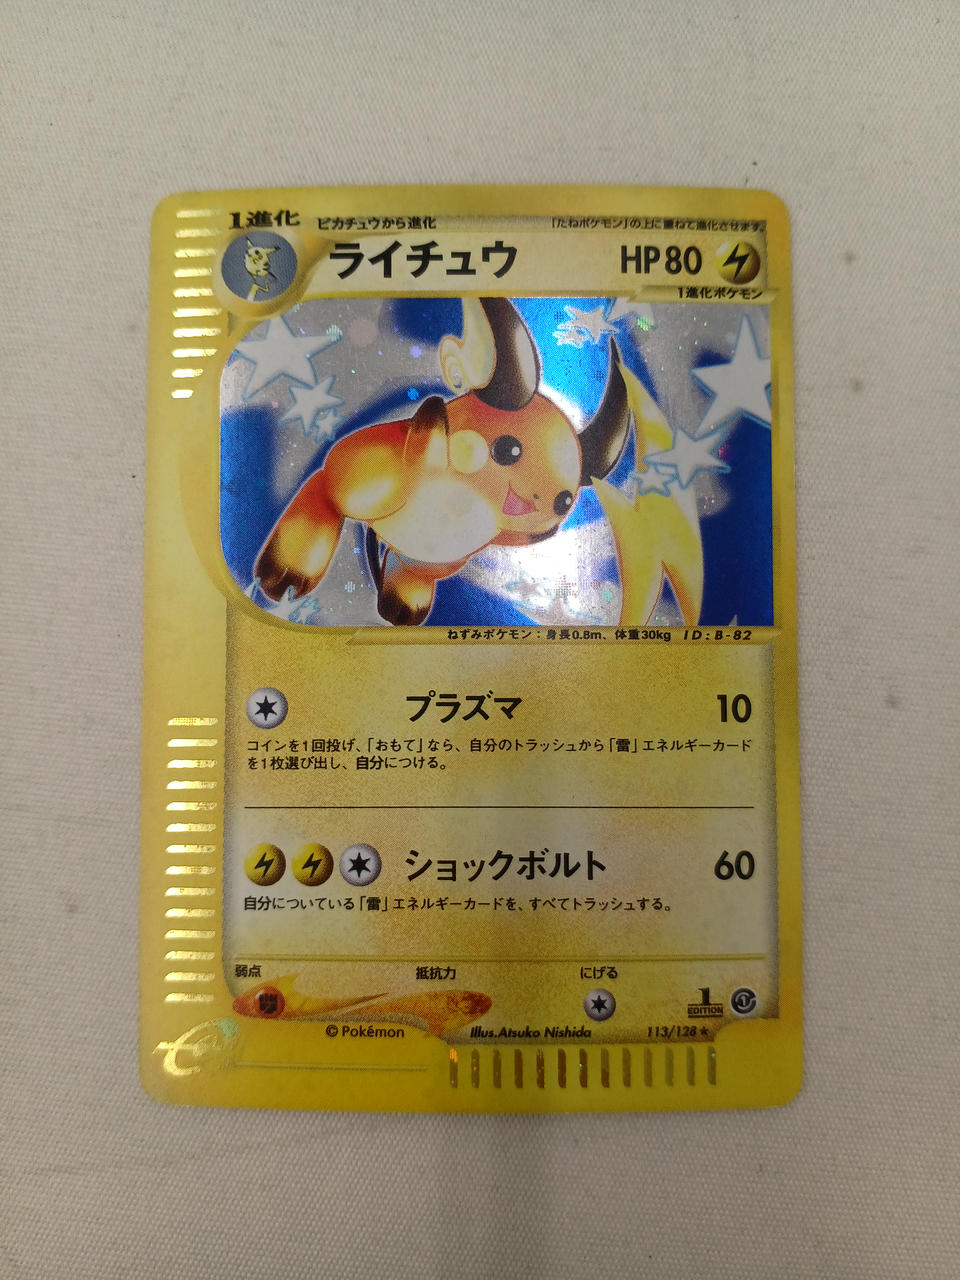 1進化 ピカチュウから進化 「たねポケモン」の上に重ねて進化させます。
ライチュウ HP80
1進化ポケモン
ねずみポケモン：身長0.8m、体重30kg ID:B-82
プラズマ 10
コインを1回投げ、「おもて」なら、自分のトラッシュから「雷」エネルギーカード
を1枚選び出し、自分につける。
ショックボルト 60
自分についている「雷」エネルギーカードを、すべてトラッシュする。
弱点 抵抗力 にげる
1
EDITION
© Pokémon Illus.Atsuko Nishida 113/128 ★